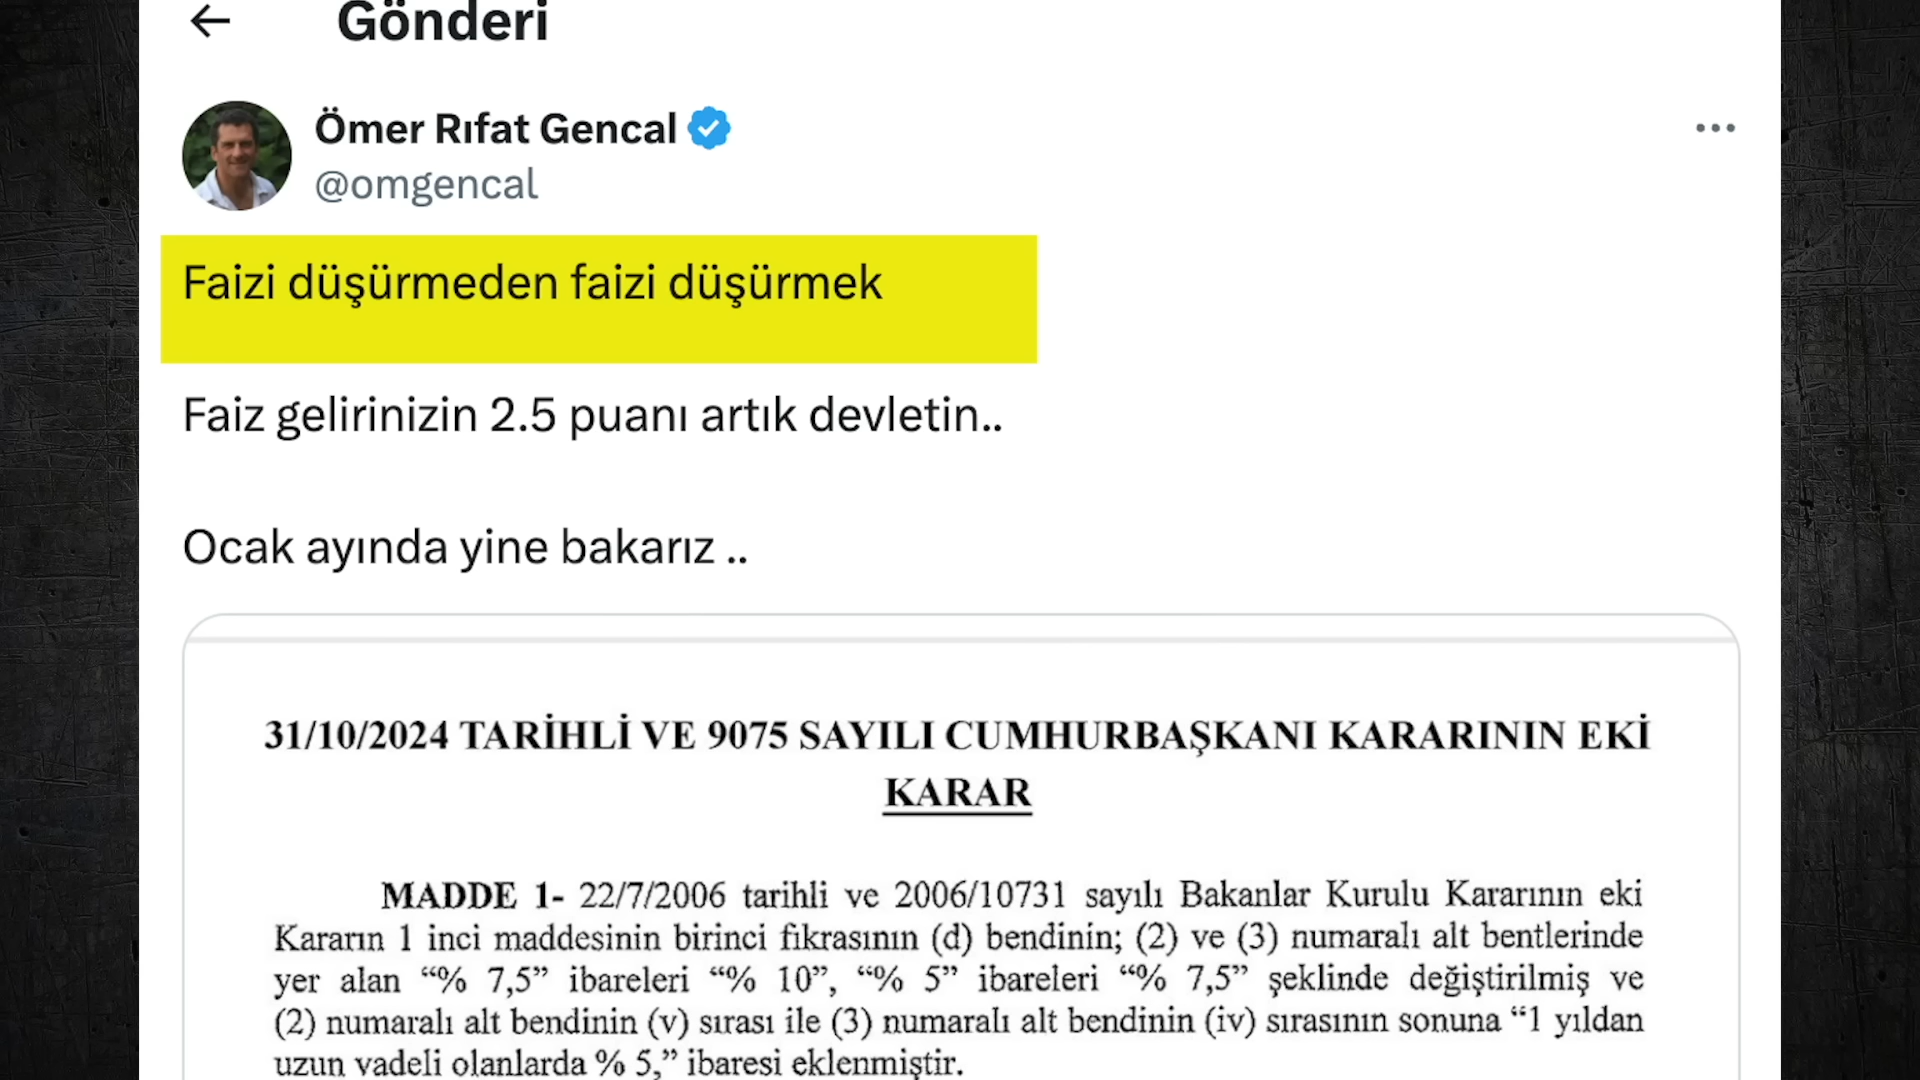 Gönderi
Ömer Rıfat Gencal
@omgencal
Faizi düşürmeden faizi düşürmek
Faiz gelirinizin 2.5 puanı artık devletin..
Ocak ayında yine bakarız ..
31/10/2024 TARİHLİ VE 9075 SAYILI CUMHURBAŞKANI KARARININ EKİ
KARAR
MADDE 1- 22/7/2006 tarihli ve 2006/10731 sayılı Bakanlar Kurulu Kararının eki
Kararın 1 inci maddesinin birinci fıkrasının (d) bendinin; (2) ve (3) numaralı alt bentlerinde
yer alan “% 7,5” ibareleri “% 10”, “% 5” ibareleri “% 7,5” şeklinde değiştirilmiş ve
(2) numaralı alt bendinin (v) sırası ile (3) numaralı alt bendinin (iv) sırasının sonuna “1 yıldan
uzun vadeli olanlarda % 5,” ibaresi eklenmiştir.